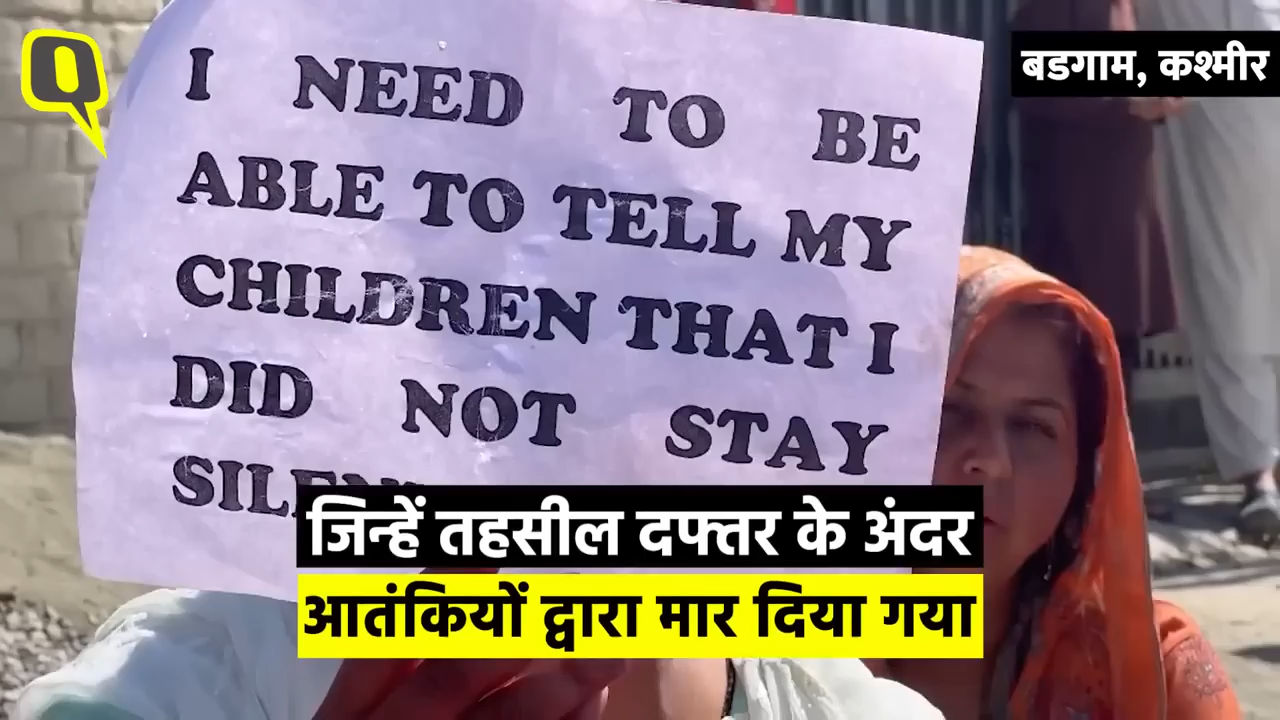 बडगाम, कश्मीर
I NEED TO BE
ABLE TO TELL MY
CHILDREN THAT I
DID NOT STAY
जिन्हें तहसील दफ्तर के अंदर
आतंकियों द्वारा मार दिया गया